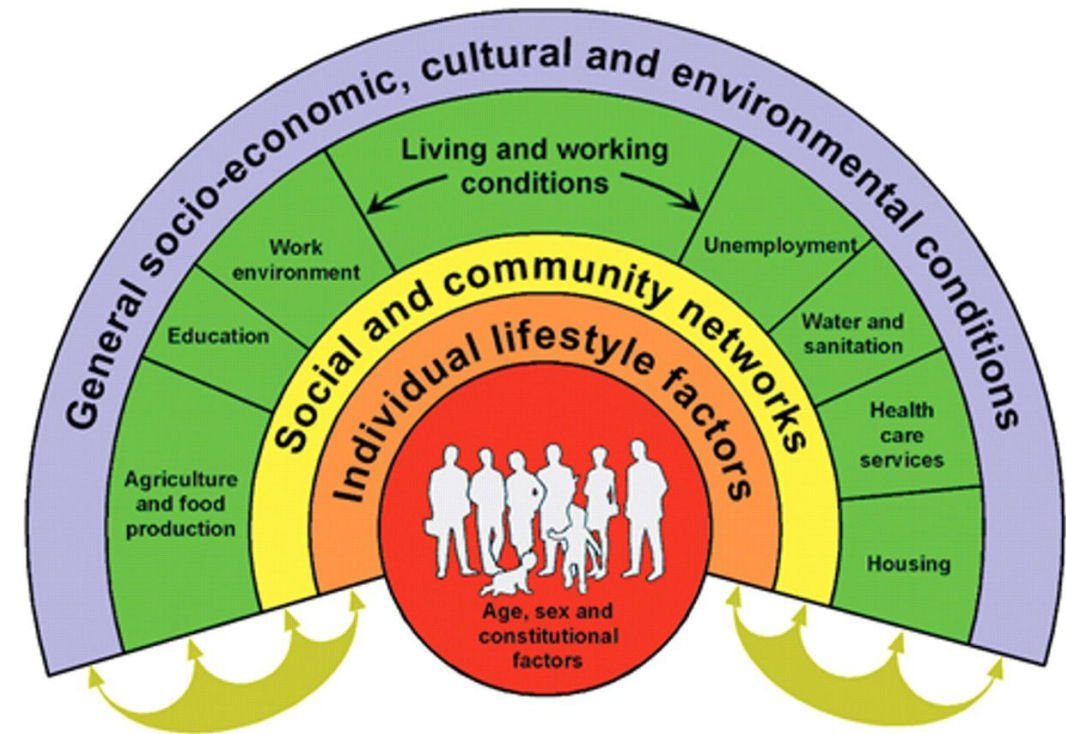 General socio-economic, cultural and environmental conditions
Living and working
conditions
Work
environment
Unemployment
Education
Water and
sanitation
Agriculture
and food
production
Health
care
services
Housing
Social and community networks
Individual lifestyle factors
Age, sex and
constitutional
factors